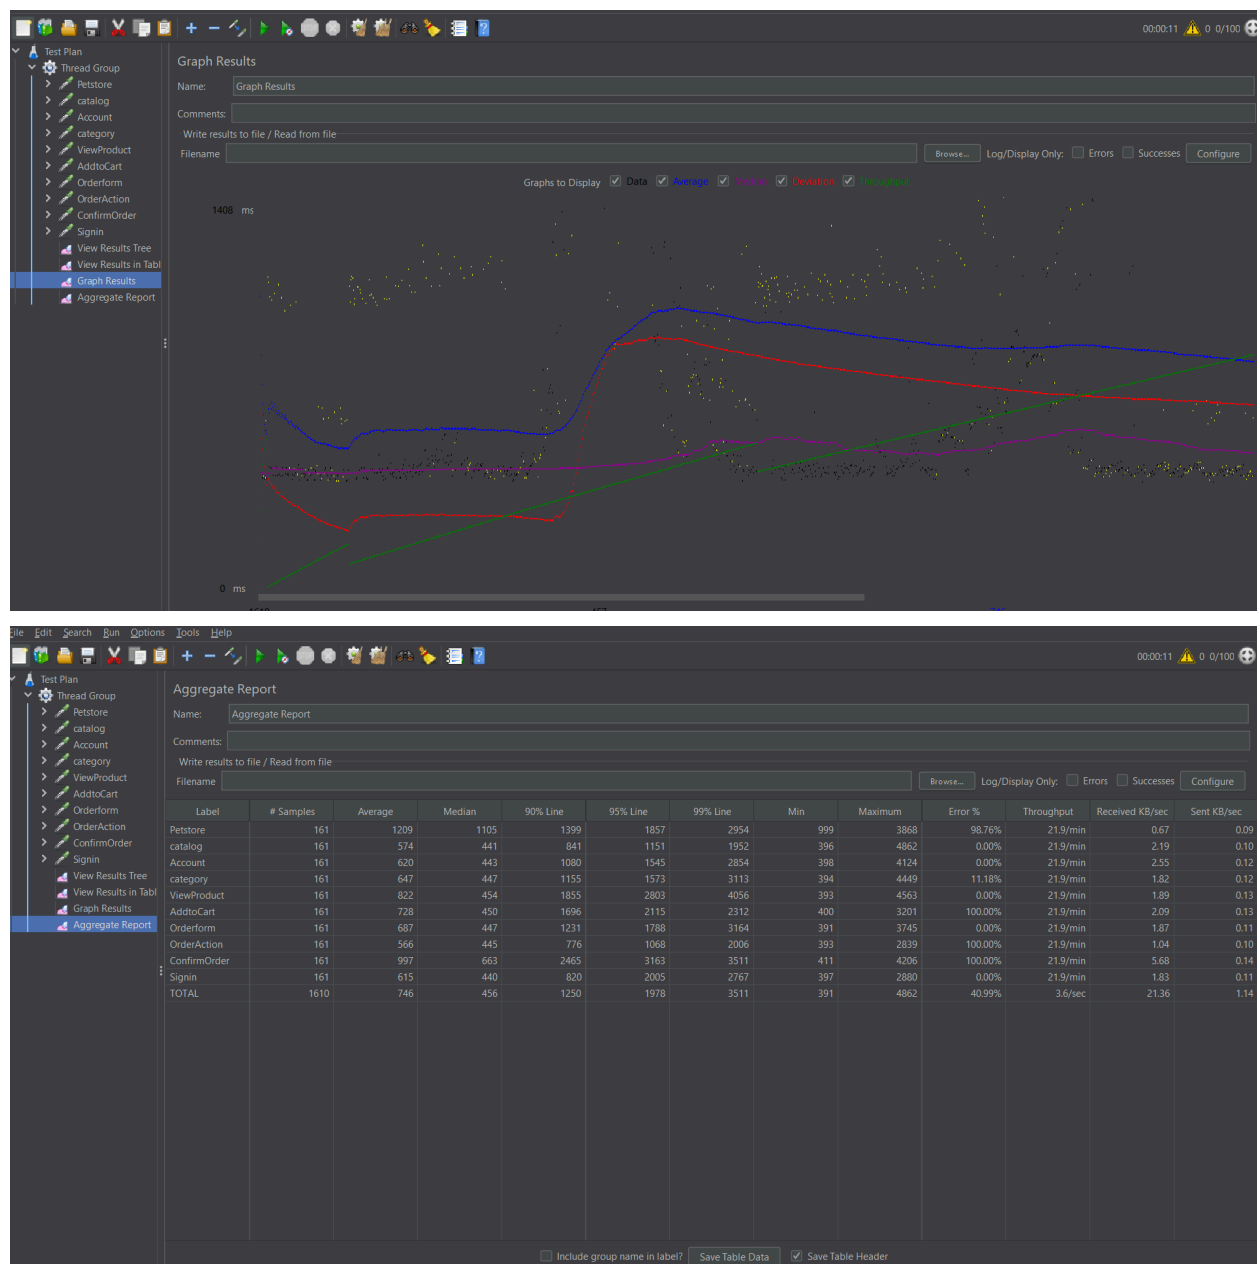 00:00:11 0 0/100
Test Plan
Thread Group
Petstore
catalog
Account
category
ViewProduct
AddtoCart
Orderform
OrderAction
ConfirmOrder
Signin
View Results Tree
View Results in Tabl
Graph Results
Aggregate Report
Graph Results
Name: Graph Results
Comments:
Write results to file / Read from file
Filename Browse... Log/Display Only: Errors Successes Configure
Graphs to Display Data Average Median Deviation Throughput
1408 ms
0 ms
File Edit Search Run Options Tools Help
00:00:11 0 0/100
Test Plan
Thread Group
Petstore
catalog
Account
category
ViewProduct
AddtoCart
Orderform
OrderAction
ConfirmOrder
Signin
View Results Tree
View Results in Tabl
Graph Results
Aggregate Report
Aggregate Report
Name: Aggregate Report
Comments:
Write results to file / Read from file
Filename Browse... Log/Display Only: Errors Successes Configure
Label # Samples Average Median 90% Line 95% Line 99% Line Min Maximum Error % Throughput Received KB/sec Sent KB/sec
Petstore 161 1209 1105 1399 1857 2954 999 3868 98.76% 21.9/min 0.67 0.09
catalog 161 574 441 841 1151 1952 396 4862 0.00% 21.9/min 2.19 0.10
Account 161 620 443 1080 1545 2854 398 4124 0.00% 21.9/min 2.55 0.12
category 161 647 447 1155 1573 3113 394 4449 11.18% 21.9/min 1.82 0.12
ViewProduct 161 822 454 1855 2803 4056 393 4563 0.00% 21.9/min 1.89 0.13
AddtoCart 161 728 450 1696 2115 2312 400 3201 100.00% 21.9/min 2.09 0.13
Orderform 161 687 447 1231 1788 3164 391 3745 0.00% 21.9/min 1.87 0.11
OrderAction 161 566 445 776 1068 2006 393 2839 100.00% 21.9/min 1.04 0.10
ConfirmOrder 161 997 663 2465 3163 3511 411 4206 100.00% 21.9/min 5.68 0.14
Signin 161 615 440 820 2005 2767 397 2880 0.00% 21.9/min 1.83 0.11
TOTAL 1610 746 456 1250 1978 3511 391 4862 40.99% 3.6/sec 21.36 1.14
Include group name in label? Save Table Data Save Table Header